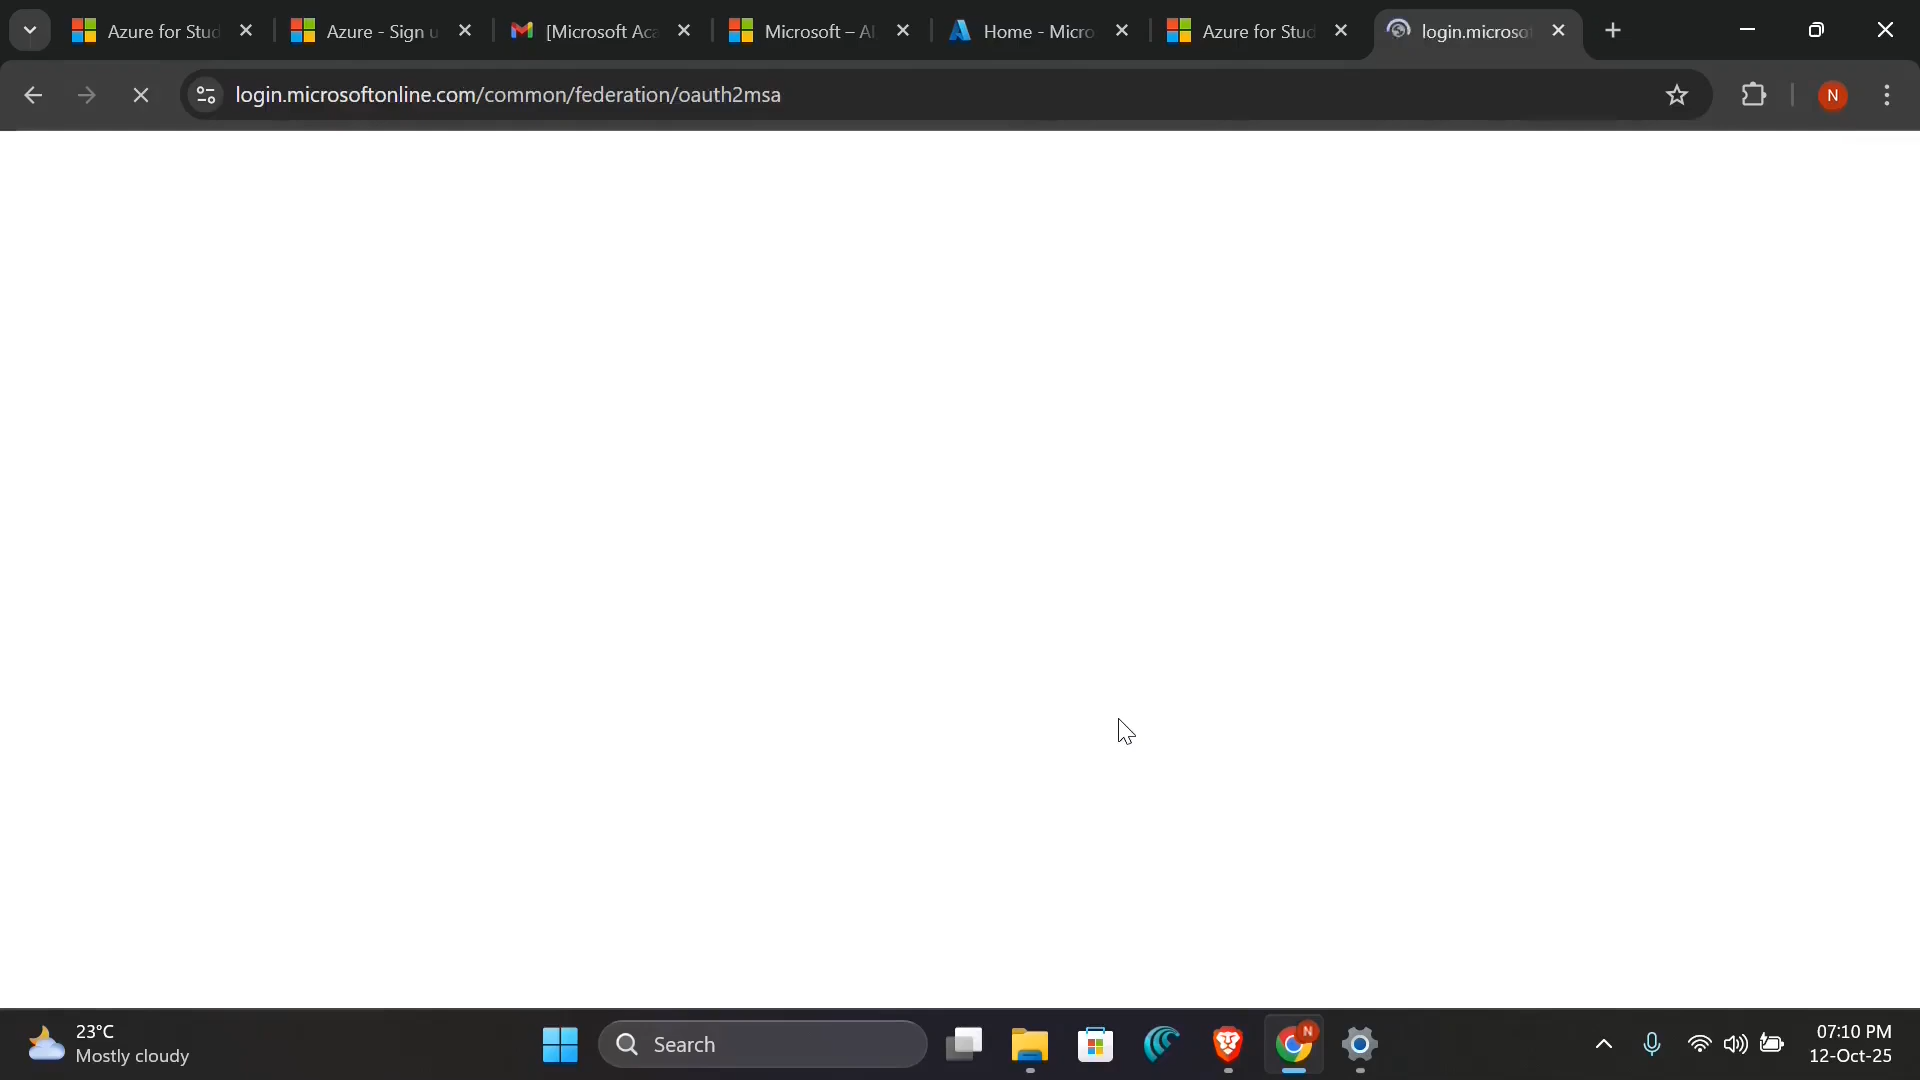 Azure for Stud
Azure - Sign u
[Microsoft Aca
Microsoft – AI
Home - Micro
Azure for Stud
login.microsof
login.microsoftonline.com/common/federation/oauth2msa
N
23°C
Mostly cloudy
Search
N
07:10 PM
12-Oct-25